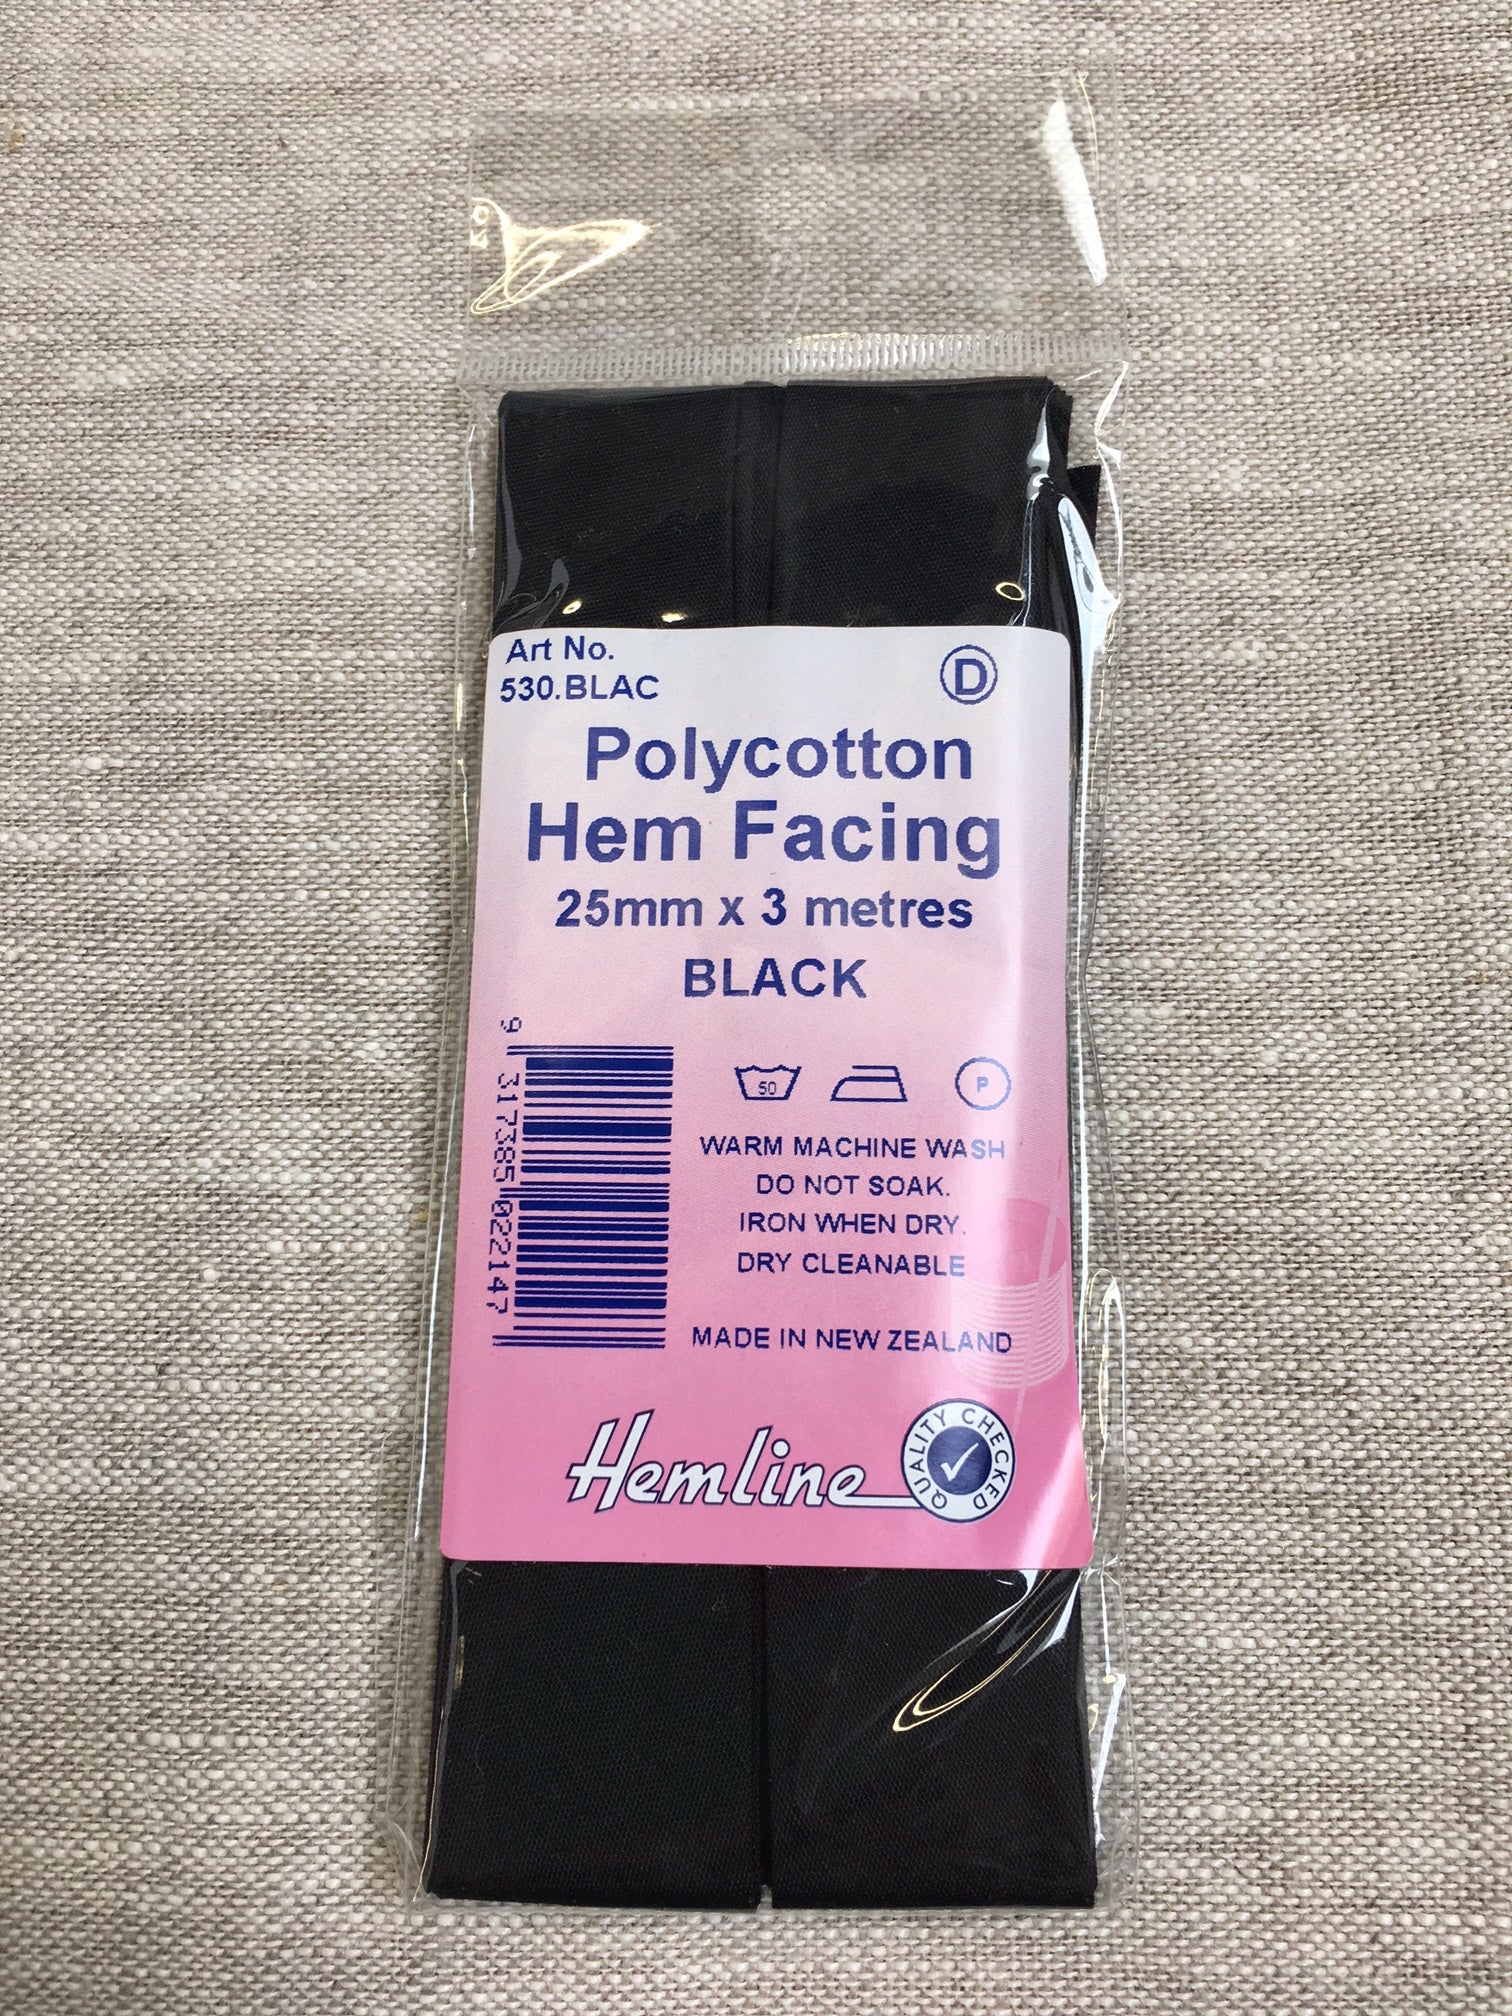 Art No.
530.BLAC
D
Polycotton
Hem Facing
25mm x 3 metres
BLACK
9 317385 022147
50
P
WARM MACHINE WASH
DO NOT SOAK.
IRON WHEN DRY.
DRY CLEANABLE
MADE IN NEW ZEALAND
Hemline
QUALITY CHECKED